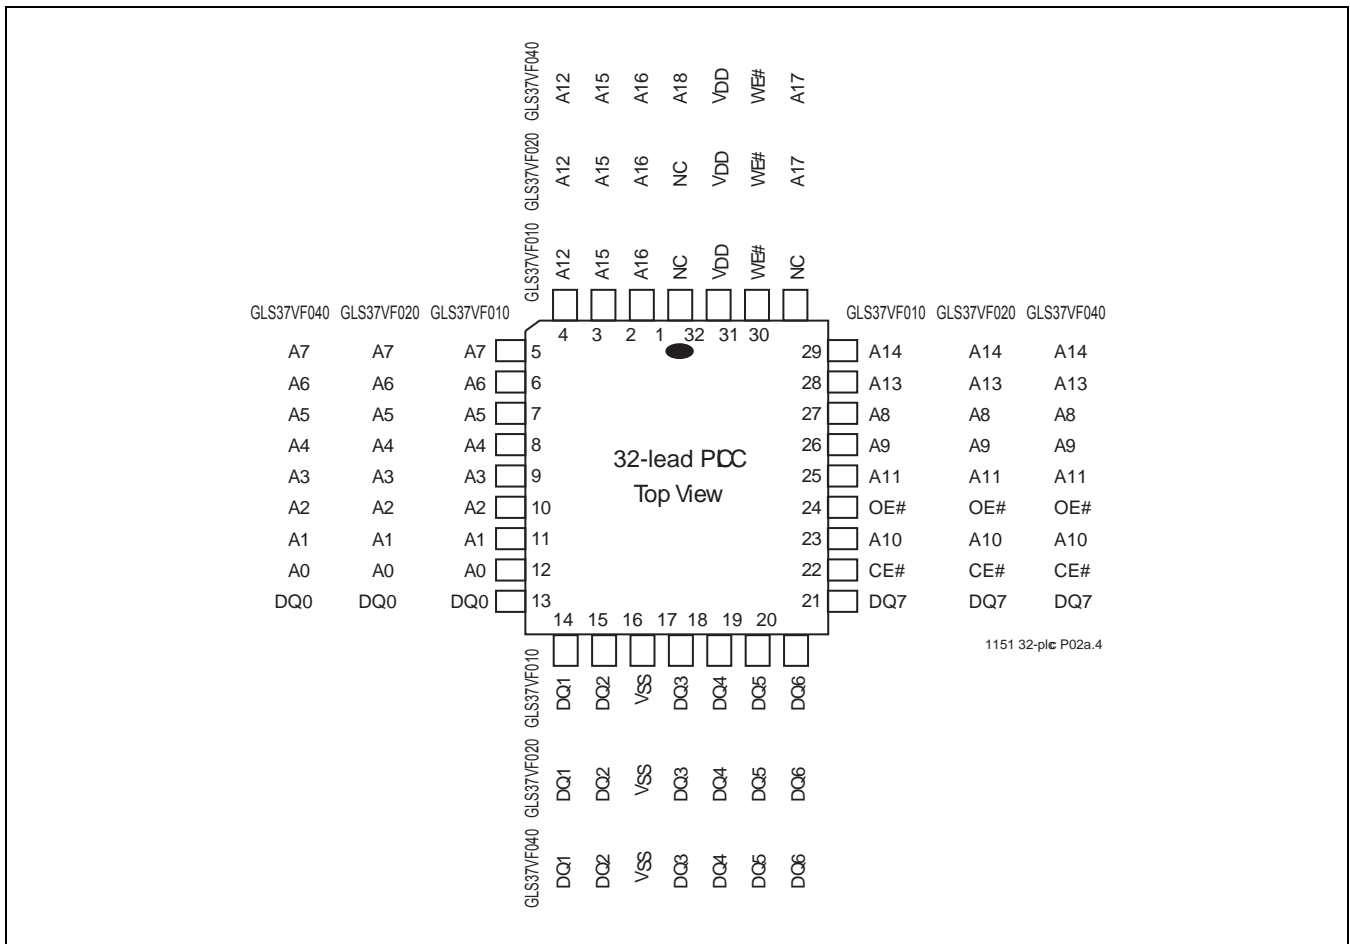 GLS37VF040 A12 A15 A16 A18 VDD WE# A17
GLS37VF020 A12 A15 A16 NC VDD WE# A17
GLS37VF010 A12 A15 A16 NC VDD WE# NC
GLS37VF040 GLS37VF020 GLS37VF010 GLS37VF010 GLS37VF020 GLS37VF040
4 3 2 1 32 31 30
A7 A7 A7 5 29 A14 A14 A14
A6 A6 A6 6 28 A13 A13 A13
A5 A5 A5 7 27 A8 A8 A8
A4 A4 A4 8 26 A9 A9 A9
32-lead PLCC
A3 A3 A3 9 25 A11 A11 A11
Top View
A2 A2 A2 10 24 OE# OE# OE#
A1 A1 A1 11 23 A10 A10 A10
A0 A0 A0 12 22 CE# CE# CE#
DQ0 DQ0 DQ0 13 21 DQ7 DQ7 DQ7
14 15 16 17 18 19 20
1151 32-plcc P02a.4
GLS37VF010 DQ1 DQ2 VSS DQ3 DQ4 DQ5 DQ6
GLS37VF020 DQ1 DQ2 VSS DQ3 DQ4 DQ5 DQ6
GLS37VF040 DQ1 DQ2 VSS DQ3 DQ4 DQ5 DQ6